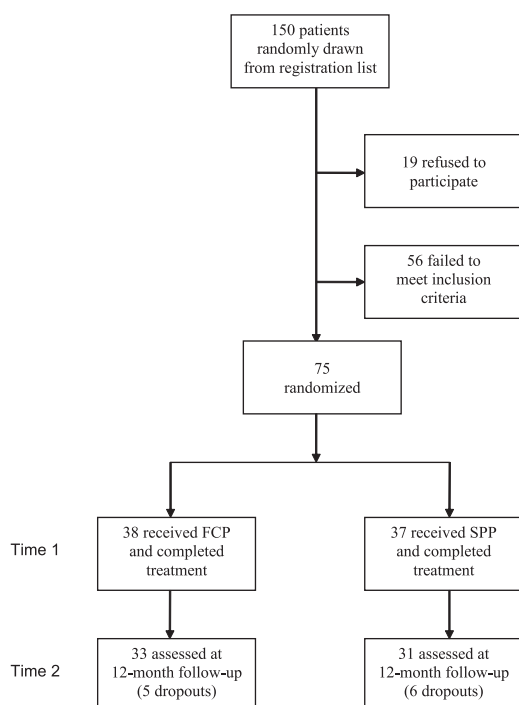 150 patients
randomly drawn
from registration list
19 refused to
participate
56 failed to
meet inclusion
criteria
75
randomized
Time 1
38 received FCP
and completed
treatment
37 received SPP
and completed
treatment
Time 2
33 assessed at
12-month follow-up
(5 dropouts)
31 assessed at
12-month follow-up
(6 dropouts)